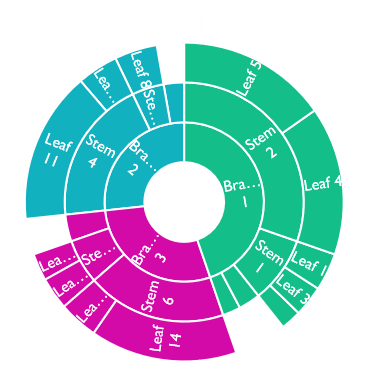 Bra…
1
Bra…
2
Bra…
3
Stem
2
Stem
1
Stem
4
Ste…
Stem
6
Ste…
Leaf 5
Leaf 4
Leaf 1
Leaf 3
Leaf
11
Lea…
Leaf 8
Leaf
14
Lea…
Lea…
Lea…